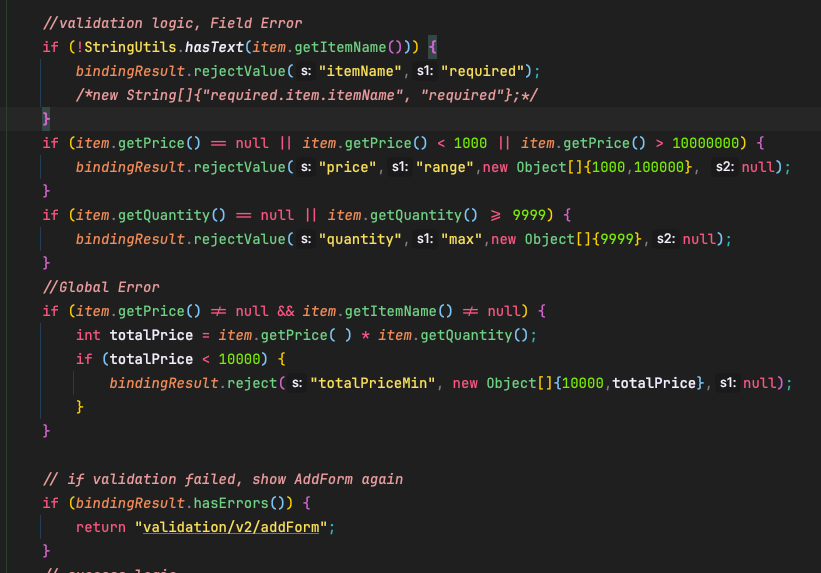 //validation logic, Field Error
if (!StringUtils.hasText(item.getItemName())) {
bindingResult.rejectValue( s: "itemName", s1: "required");
/*new String[]{"required.item.itemName", "required"};*/
}
if (item.getPrice() == null || item.getPrice() < 1000 || item.getPrice() > 10000000) {
bindingResult.rejectValue( s: "price", s1: "range",new Object[]{1000,100000}, s2: null);
}
if (item.getQuantity() == null || item.getQuantity() >= 9999) {
bindingResult.rejectValue( s: "quantity", s1: "max",new Object[]{9999}, s2: null);
}
//Global Error
if (item.getPrice() != null && item.getItemName() != null) {
int totalPrice = item.getPrice( ) * item.getQuantity();
if (totalPrice < 10000) {
bindingResult.reject( s: "totalPriceMin", new Object[]{10000,totalPrice}, s1: null);
}
}
// if validation failed, show AddForm again
if (bindingResult.hasErrors()) {
return "validation/v2/addForm";
}